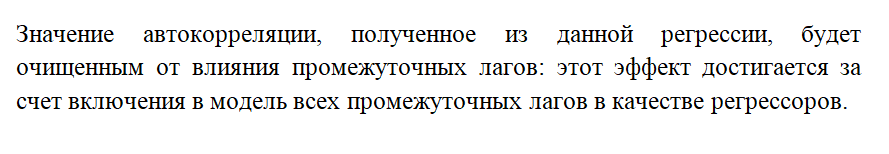 Значение автокорреляции, полученное из данной регрессии, будет
очищенным от влияния промежуточных лагов: этот эффект достигается за
счет включения в модель всех промежуточных лагов в качестве регрессоров.